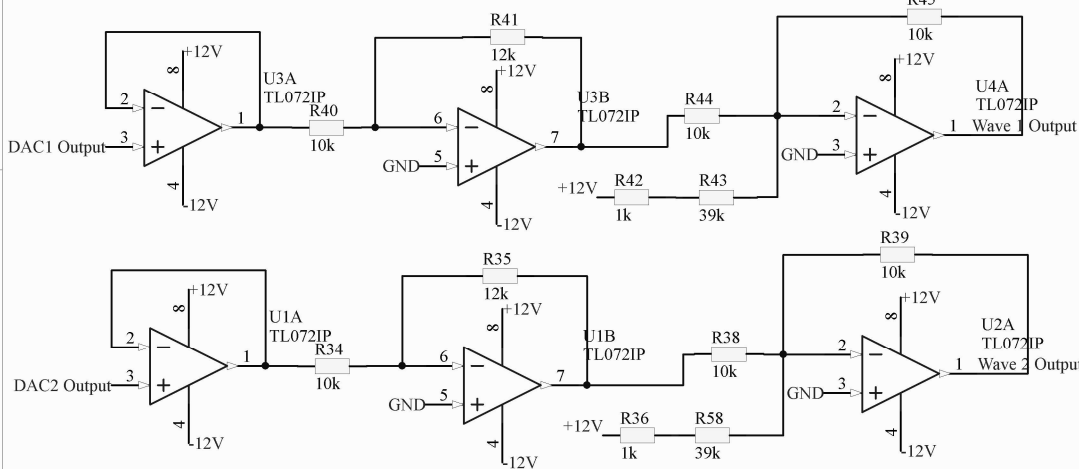 R45
10k
R41
12k
+12V
8
U3A
TL072IP
2
3
1
4
-12V
DAC1 Output
R40
10k
+12V
8
U3B
TL072IP
6
5
7
4
-12V
GND
R44
10k
+12V
R42
1k
R43
39k
+12V
8
U4A
TL072IP
2
3
1
4
-12V
GND
Wave 1 Output
R39
10k
R35
12k
+12V
8
U1A
TL072IP
2
3
1
4
-12V
DAC2 Output
R34
10k
+12V
8
U1B
TL072IP
6
5
7
4
-12V
GND
R38
10k
+12V
R36
1k
R58
39k
+12V
8
U2A
TL072IP
2
3
1
4
-12V
GND
Wave 2 Output